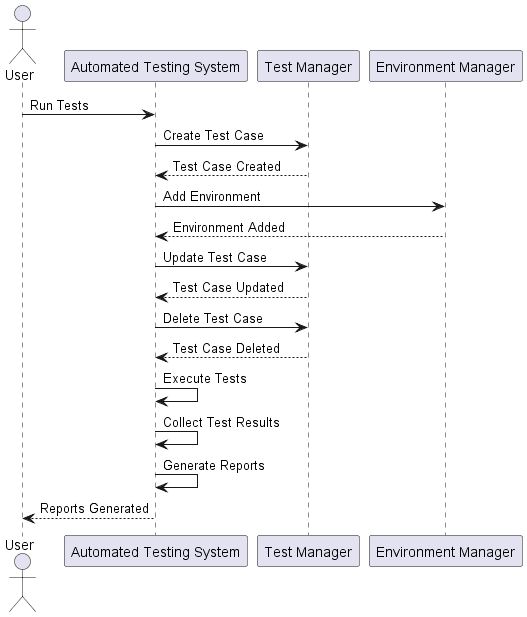 User
Automated Testing System
Test Manager
Environment Manager
Run Tests
Create Test Case
Test Case Created
Add Environment
Environment Added
Update Test Case
Test Case Updated
Delete Test Case
Test Case Deleted
Execute Tests
Collect Test Results
Generate Reports
Reports Generated
User
Automated Testing System
Test Manager
Environment Manager